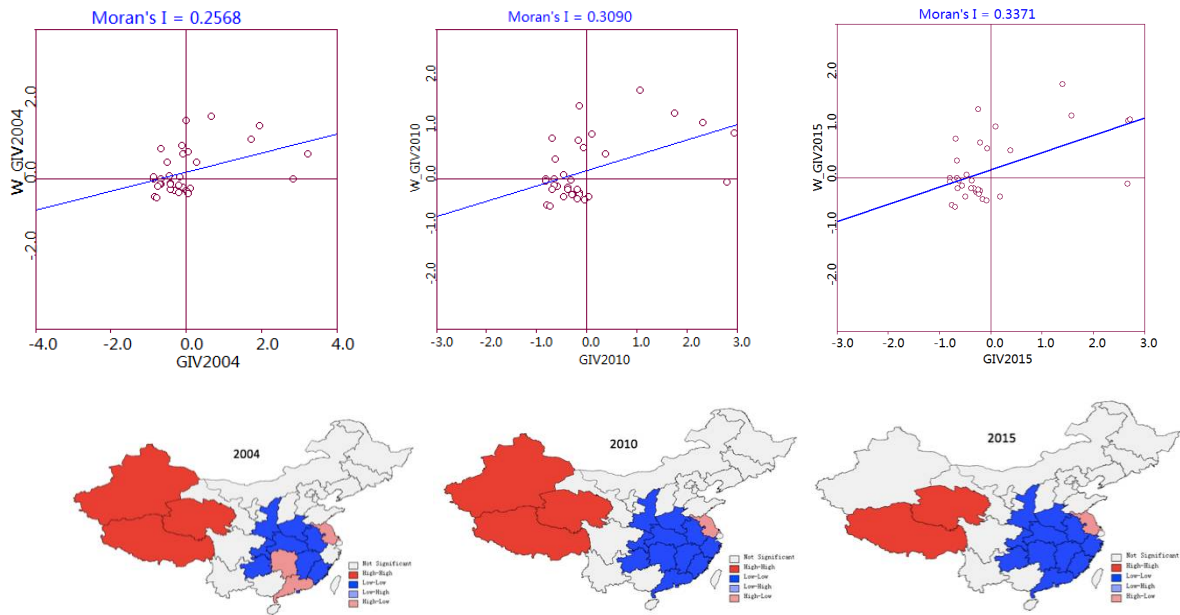 Moran's I = 0.2568
W_GIV2004
2.0
0.0
-2.0
-4.0 -2.0 0.0 2.0 4.0
GIV2004
Moran's I = 0.3090
W_GIV2010
2.0
1.0
0.0
-1.0
-2.0
-3.0 -2.0 -1.0 0.0 1.0 2.0 3.0
GIV2010
Moran's I = 0.3371
W_GIV2015
2.0
1.0
0.0
-1.0
-2.0
-3.0 -2.0 -1.0 0.0 1.0 2.0 3.0
GIV2015
2004
Not Significant
High-High
Low-Low
Low-High
High-Low
2010
Not Significant
High-High
Low-Low
Low-High
High-Low
2015
Not Significant
High-High
Low-Low
Low-High
High-Low